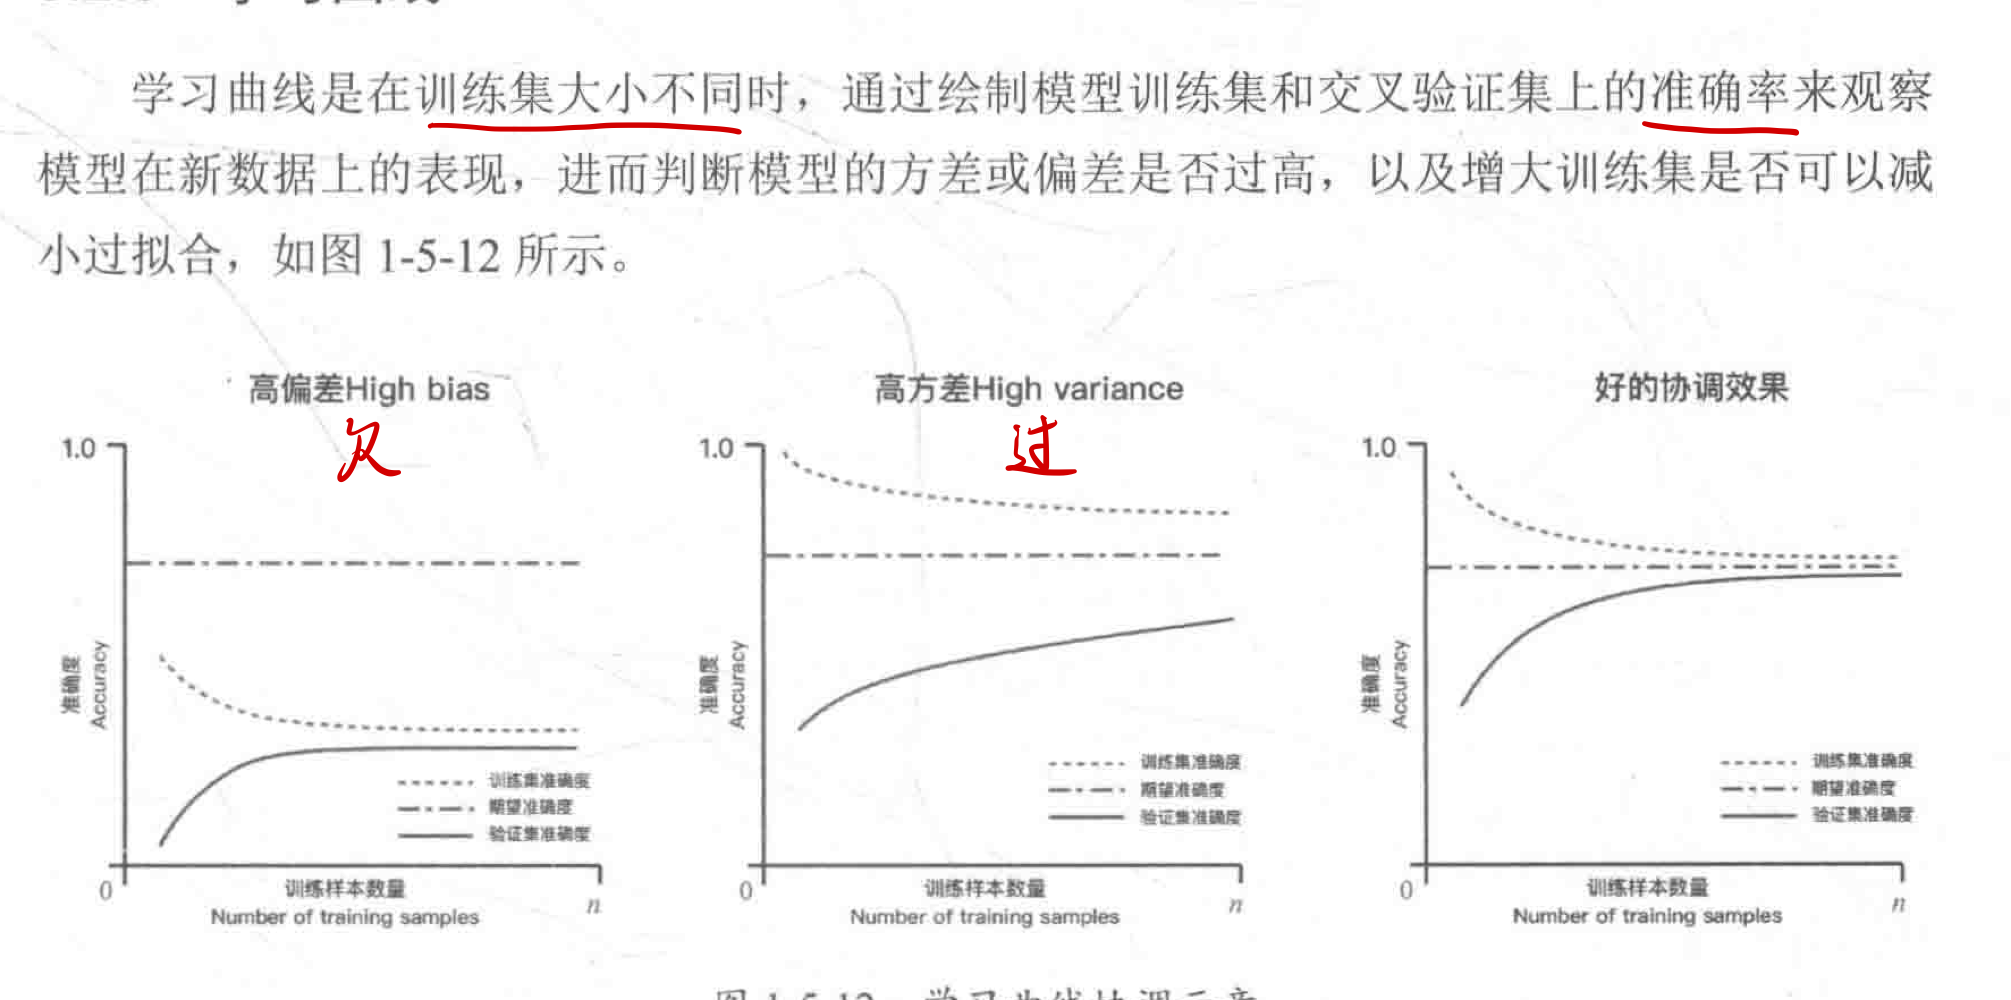 学习曲线是在训练集大小不同时，通过绘制模型训练集和交叉验证集上的准确率来观察
模型在新数据上的表现，进而判断模型的方差或偏差是否过高，以及增大训练集是否可以减
小过拟合，如图 1-5-12 所示。
高偏差High bias
欠
1.0
准确度
Accuracy
训练集准确度
期望准确度
验证集准确度
0
训练样本数量
n
Number of training samples
高方差High variance
过
1.0
准确度
Accuracy
训练集准确度
期望准确度
验证集准确度
0
训练样本数量
n
Number of training samples
好的协调效果
1.0
准确度
Accuracy
训练集准确度
期望准确度
验证集准确度
0
训练样本数量
n
Number of training samples